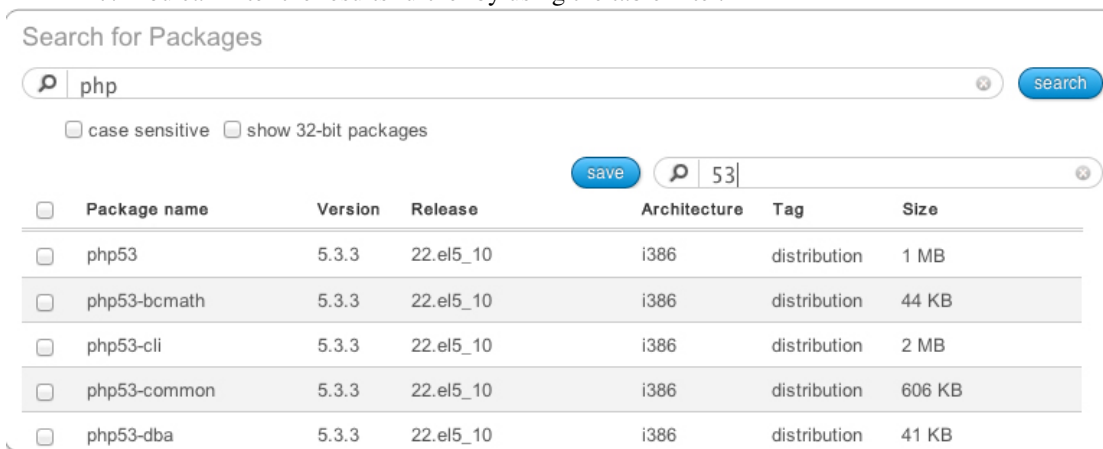 Search for Packages
php search
case sensitive show 32-bit packages
save 53
Package name Version Release Architecture Tag Size
php53 5.3.3 22.el5_10 i386 distribution 1 MB
php53-bcmath 5.3.3 22.el5_10 i386 distribution 44 KB
php53-cli 5.3.3 22.el5_10 i386 distribution 2 MB
php53-common 5.3.3 22.el5_10 i386 distribution 606 KB
php53-dba 5.3.3 22.el5_10 i386 distribution 41 KB